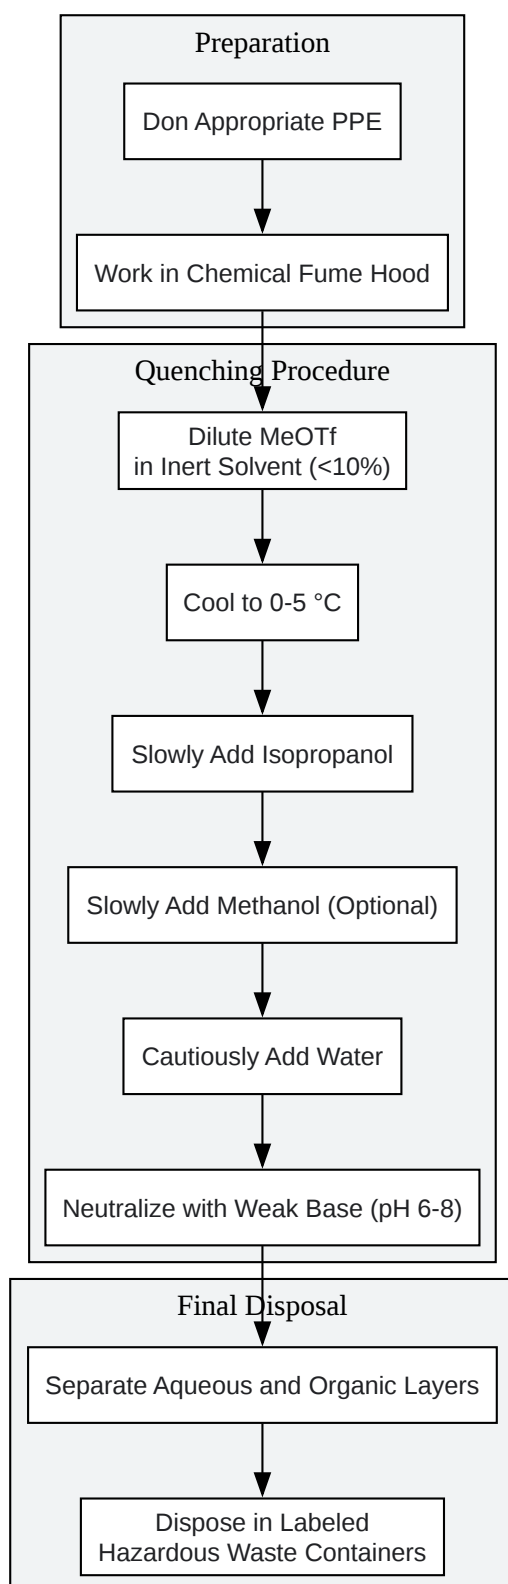 Preparation
Don Appropriate PPE
Work in Chemical Fume Hood
Quenching Procedure
Dilute MeOTf
in Inert Solvent (<10%)
Cool to 0-5 °C
Slowly Add Isopropanol
Slowly Add Methanol (Optional)
Cautiously Add Water
Neutralize with Weak Base (pH 6-8)
Final Disposal
Separate Aqueous and Organic Layers
Dispose in Labeled
Hazardous Waste Containers